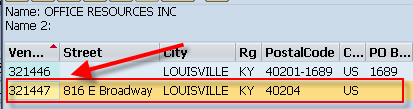 Name: OFFICE RESOURCES INC
Name 2:
Ven... Street City Rg PostalCode C... PO B...
321446 LOUISVILLE KY 40201-1689 US 1689
321447 816 E Broadway LOUISVILLE KY 40204 US